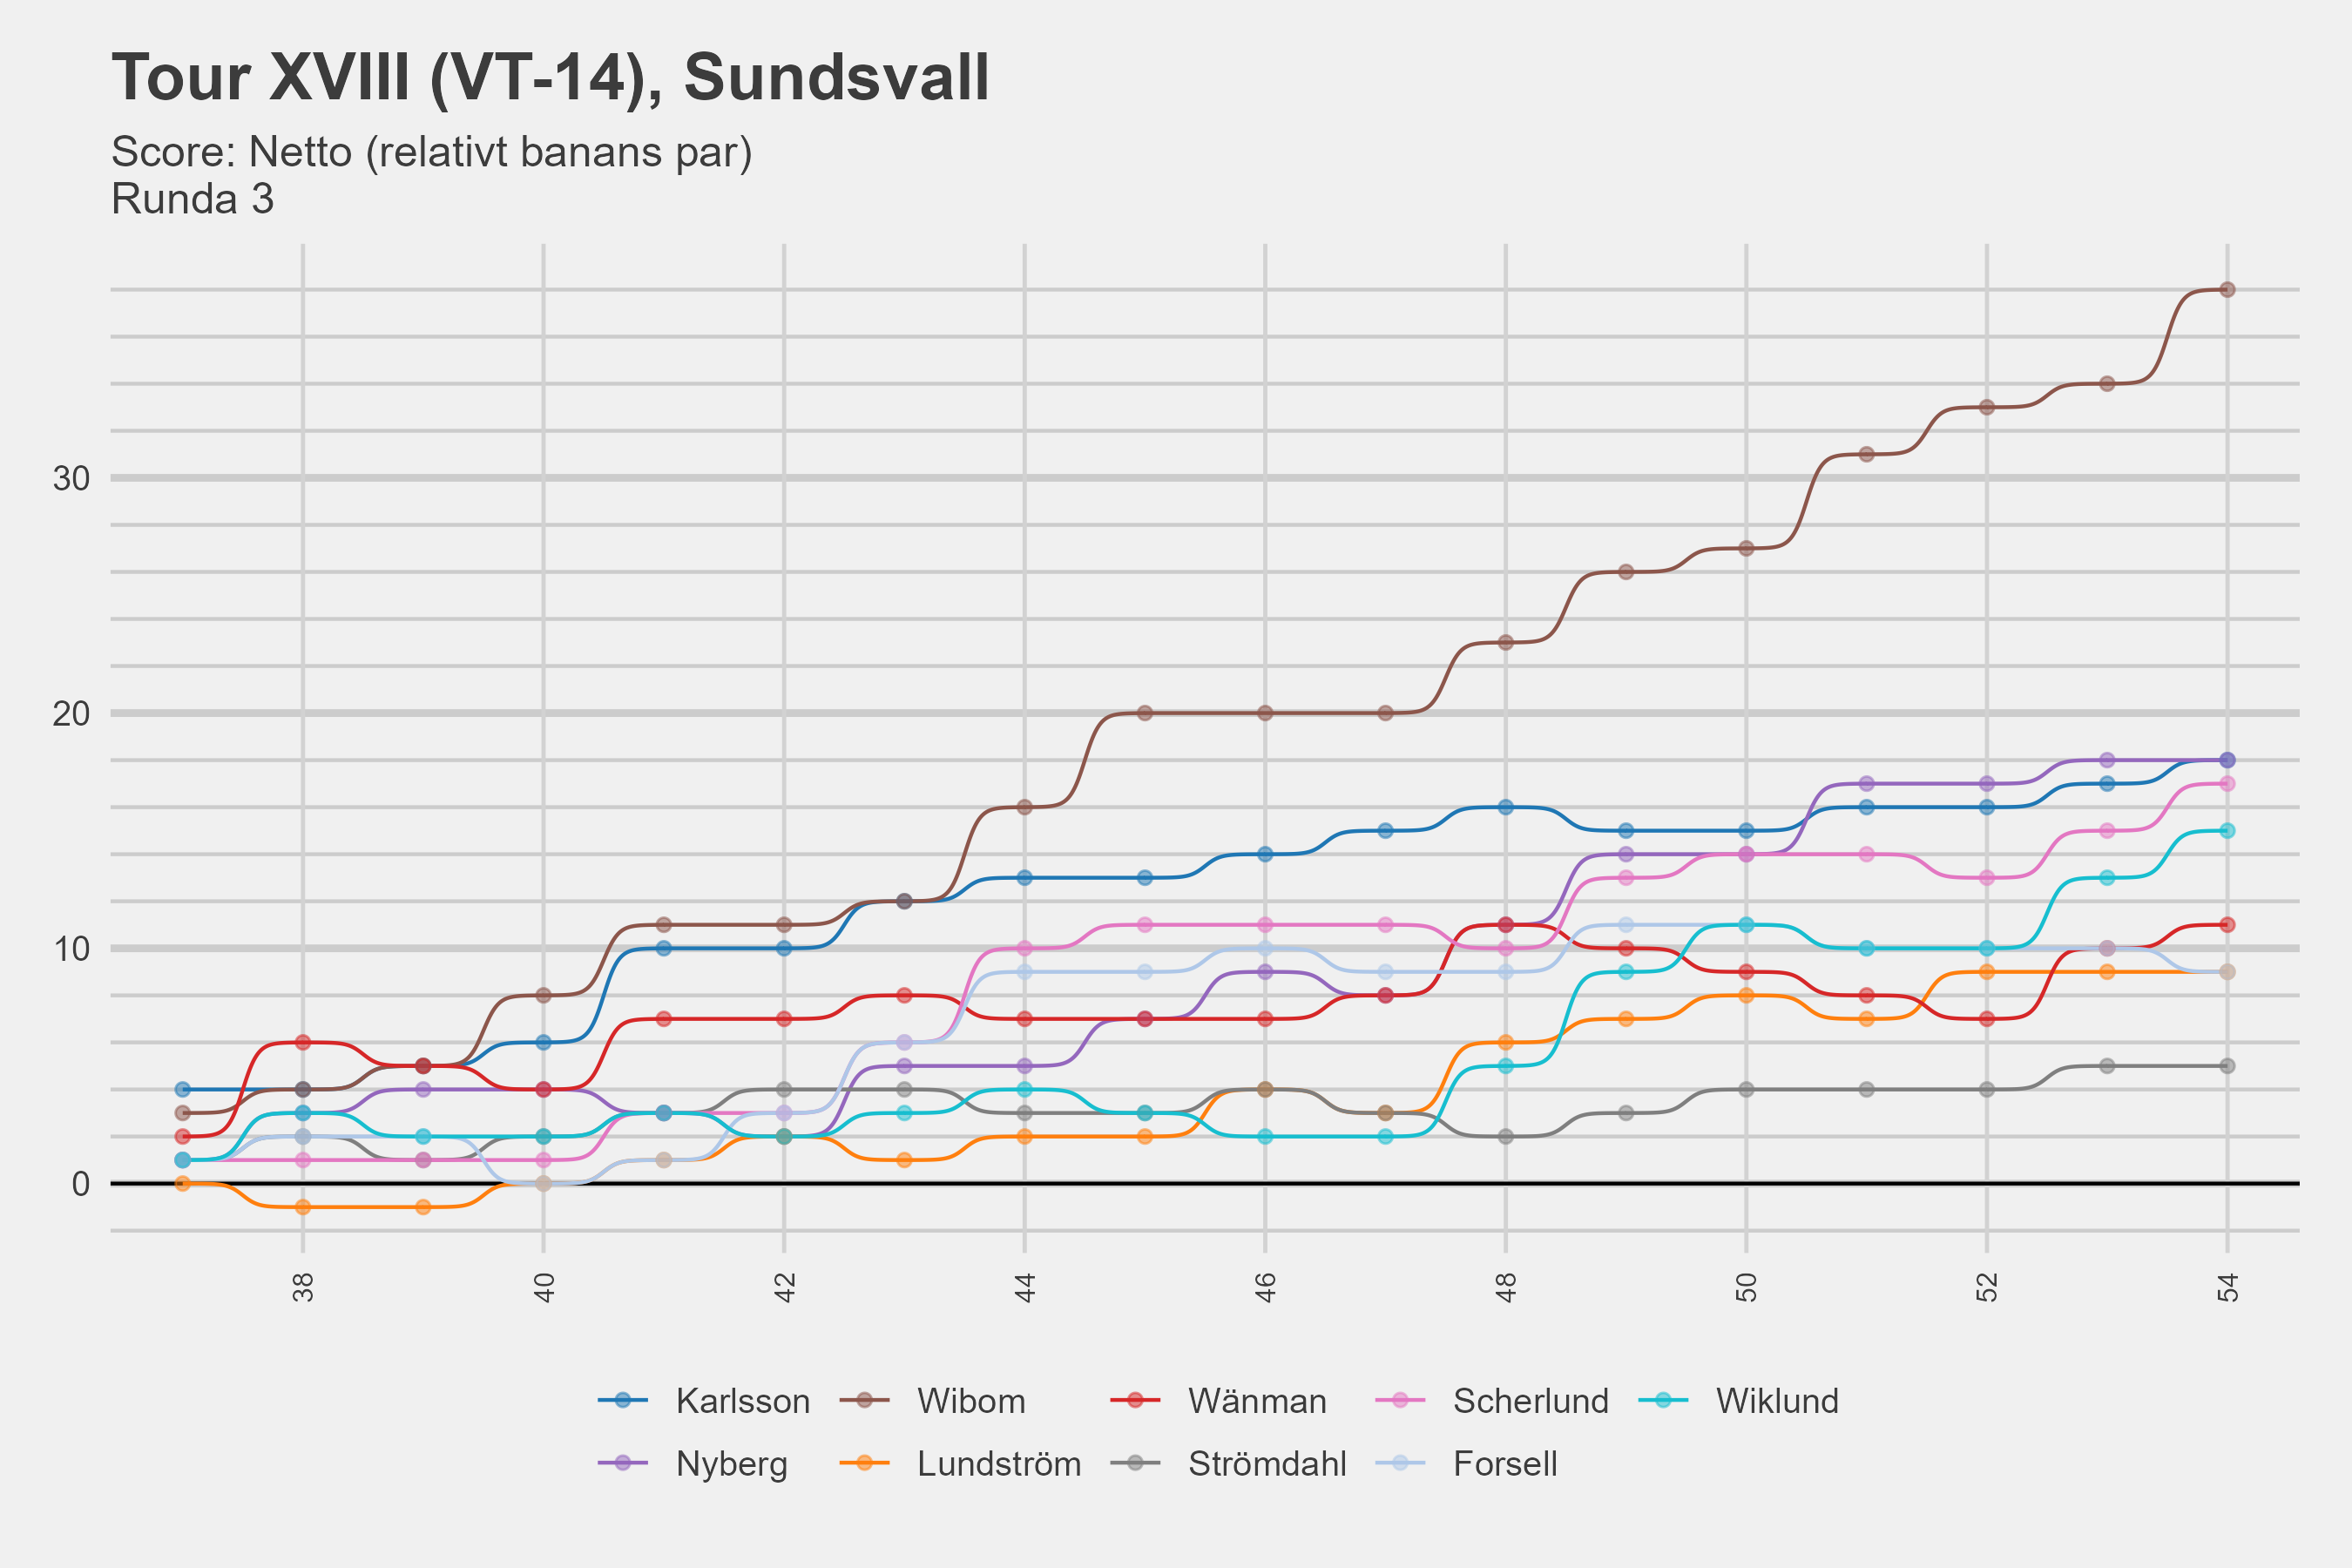 Tour XVIII (VT-14), Sundsvall
Score: Netto (relativt banans par)
Runda 3
30
20
10
0
38 40 42 44 46 48 50 52 54
Karlsson Wibom Wänman Scherlund Wiklund
Nyberg Lundström Strömdahl Forsell